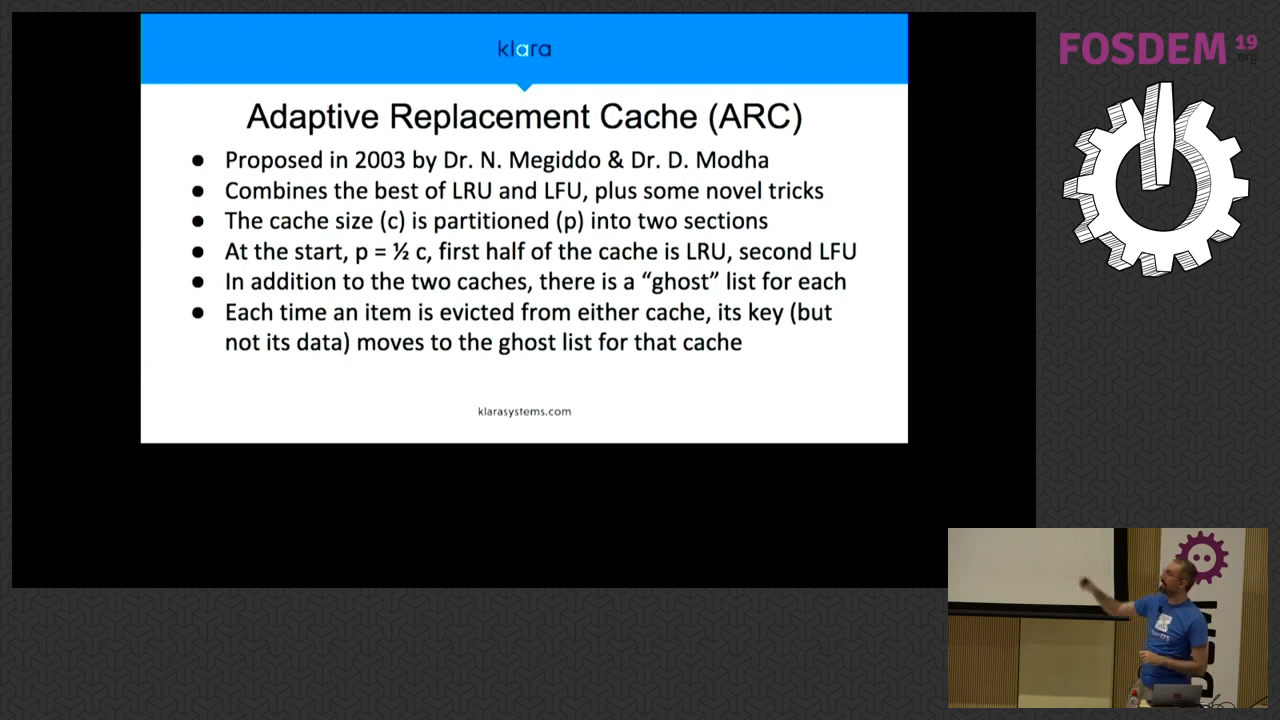 klara
FOSDEM 19
.org
Adaptive Replacement Cache (ARC)
● Proposed in 2003 by Dr. N. Megiddo & Dr. D. Modha
● Combines the best of LRU and LFU, plus some novel tricks
● The cache size (c) is partitioned (p) into two sections
● At the start, p = ½ c, first half of the cache is LRU, second LFU
● In addition to the two caches, there is a “ghost” list for each
● Each time an item is evicted from either cache, its key (but
not its data) moves to the ghost list for that cache
klarasystems.com